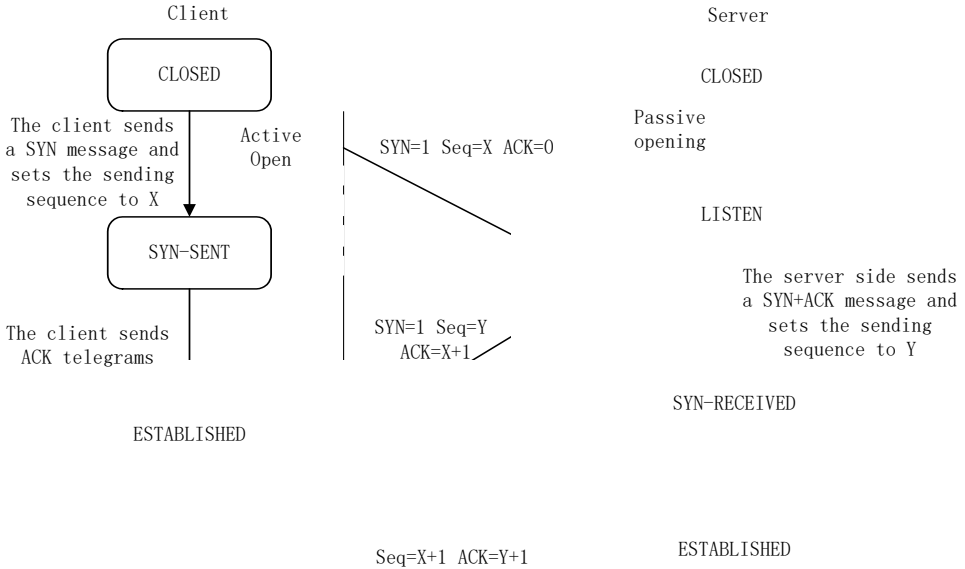 Client
Server
CLOSED
CLOSED
The client sends
a SYN message and
sets the sending
sequence to X
Active
Open
SYN=1 Seq=X ACK=0
Passive
opening
LISTEN
SYN-SENT
The server side sends
a SYN+ACK message and
sets the sending
sequence to Y
The client sends
ACK telegrams
SYN=1 Seq=Y
ACK=X+1
SYN-RECEIVED
ESTABLISHED
Seq=X+1 ACK=Y+1
ESTABLISHED